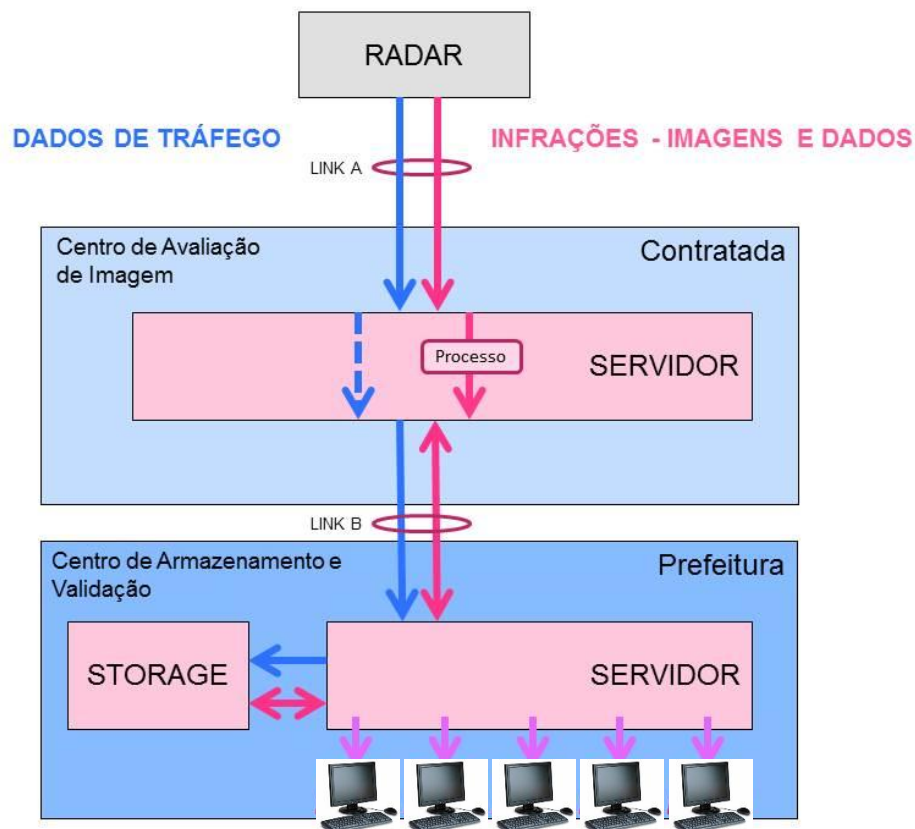 RADAR
DADOS DE TRÁFEGO
INFRAÇÕES - IMAGENS E DADOS
LINK A
Centro de Avaliação
de Imagem
Contratada
Processo
SERVIDOR
LINK B
Centro de Armazenamento e
Validação
Prefeitura
STORAGE
SERVIDOR